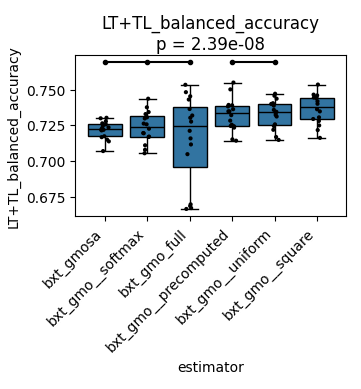 LT+TL_balanced_accuracy
p = 2.39e-08
LT+TL_balanced_accuracy
0.750
0.725
0.700
0.675
bxt_gmosa
bxt_gmo__softmax
bxt_gmo_full
bxt_gmo__precomputed
bxt_gmo__uniform
bxt_gmo__square
estimator